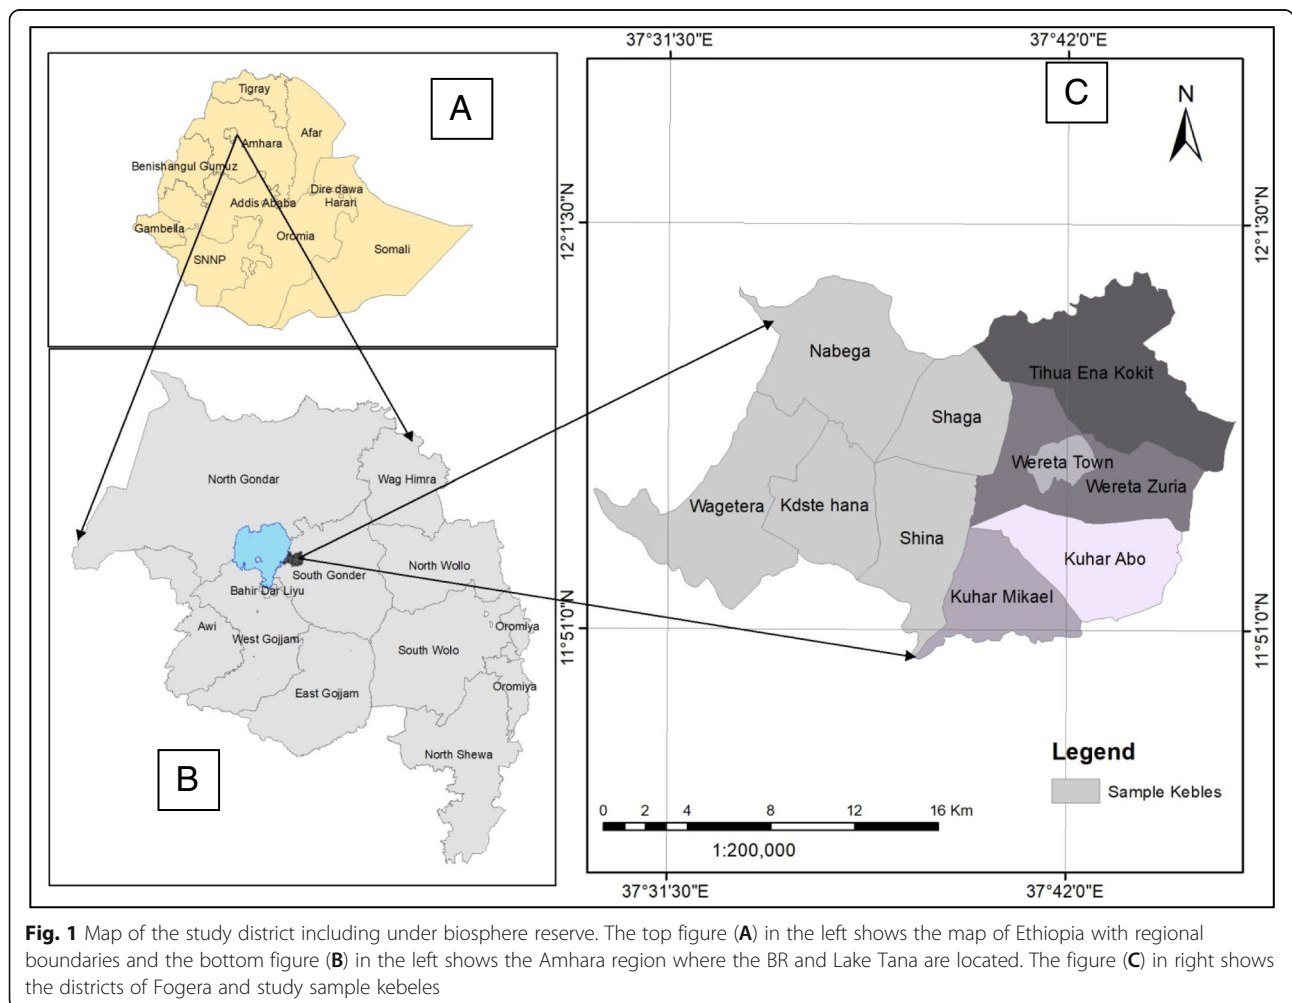 A
Tigray
Afar
Amhara
Benishangul Gumuz
Dire dawa
Addis Ababa
Harari
Gambella
Oromia
Somali
SNNP
North Gondar
Wag Himra
North Wollo
South Gonder
Bahir Dar Liyu
Awi
West Gojjam
Oromiya
South Wolo
East Gojjam
Oromiya
North Shewa
B
37°31'30"E
37°42'0"E
C
N
12°1'30"N
12°1'30"N
Nabega
Tihua Ena Kokit
Shaga
Wereta Town
Wereta Zuria
Wagetera
Kdste hana
Shina
Kuhar Abo
Kuhar Mikael
11°51'0"N
11°51'0"N
Legend
Sample Kebles
0 2 4 8 12 16 Km
1:200,000
37°31'30"E
37°42'0"E
Fig. 1 Map of the study district including under biosphere reserve. The top figure (A) in the left shows the map of Ethiopia with regional
boundaries and the bottom figure (B) in the left shows the Amhara region where the BR and Lake Tana are located. The figure (C) in right shows
the districts of Fogera and study sample kebeles